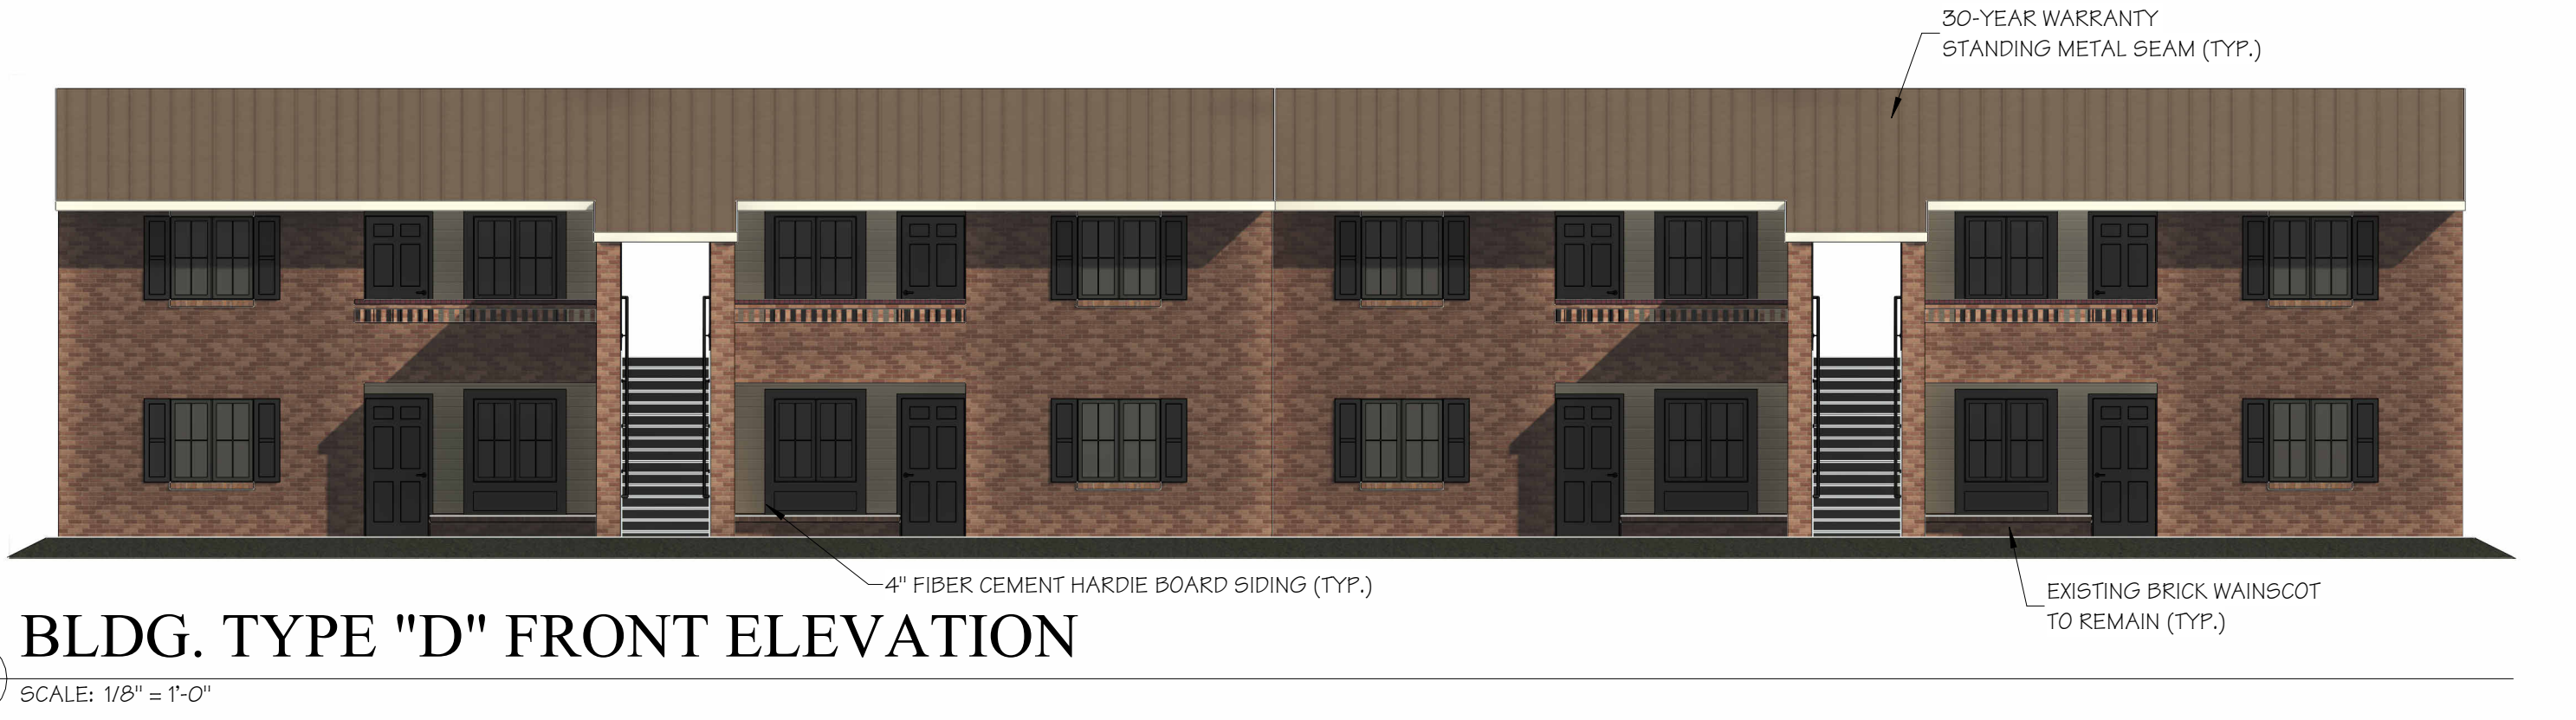 30-YEAR WARRANTY
STANDING METAL SEAM (TYP.)
4" FIBER CEMENT HARDIE BOARD SIDING (TYP.)
EXISTING BRICK WAINSCOT
TO REMAIN (TYP.)
BLDG. TYPE "D" FRONT ELEVATION
SCALE: 1/8" = 1'-0"